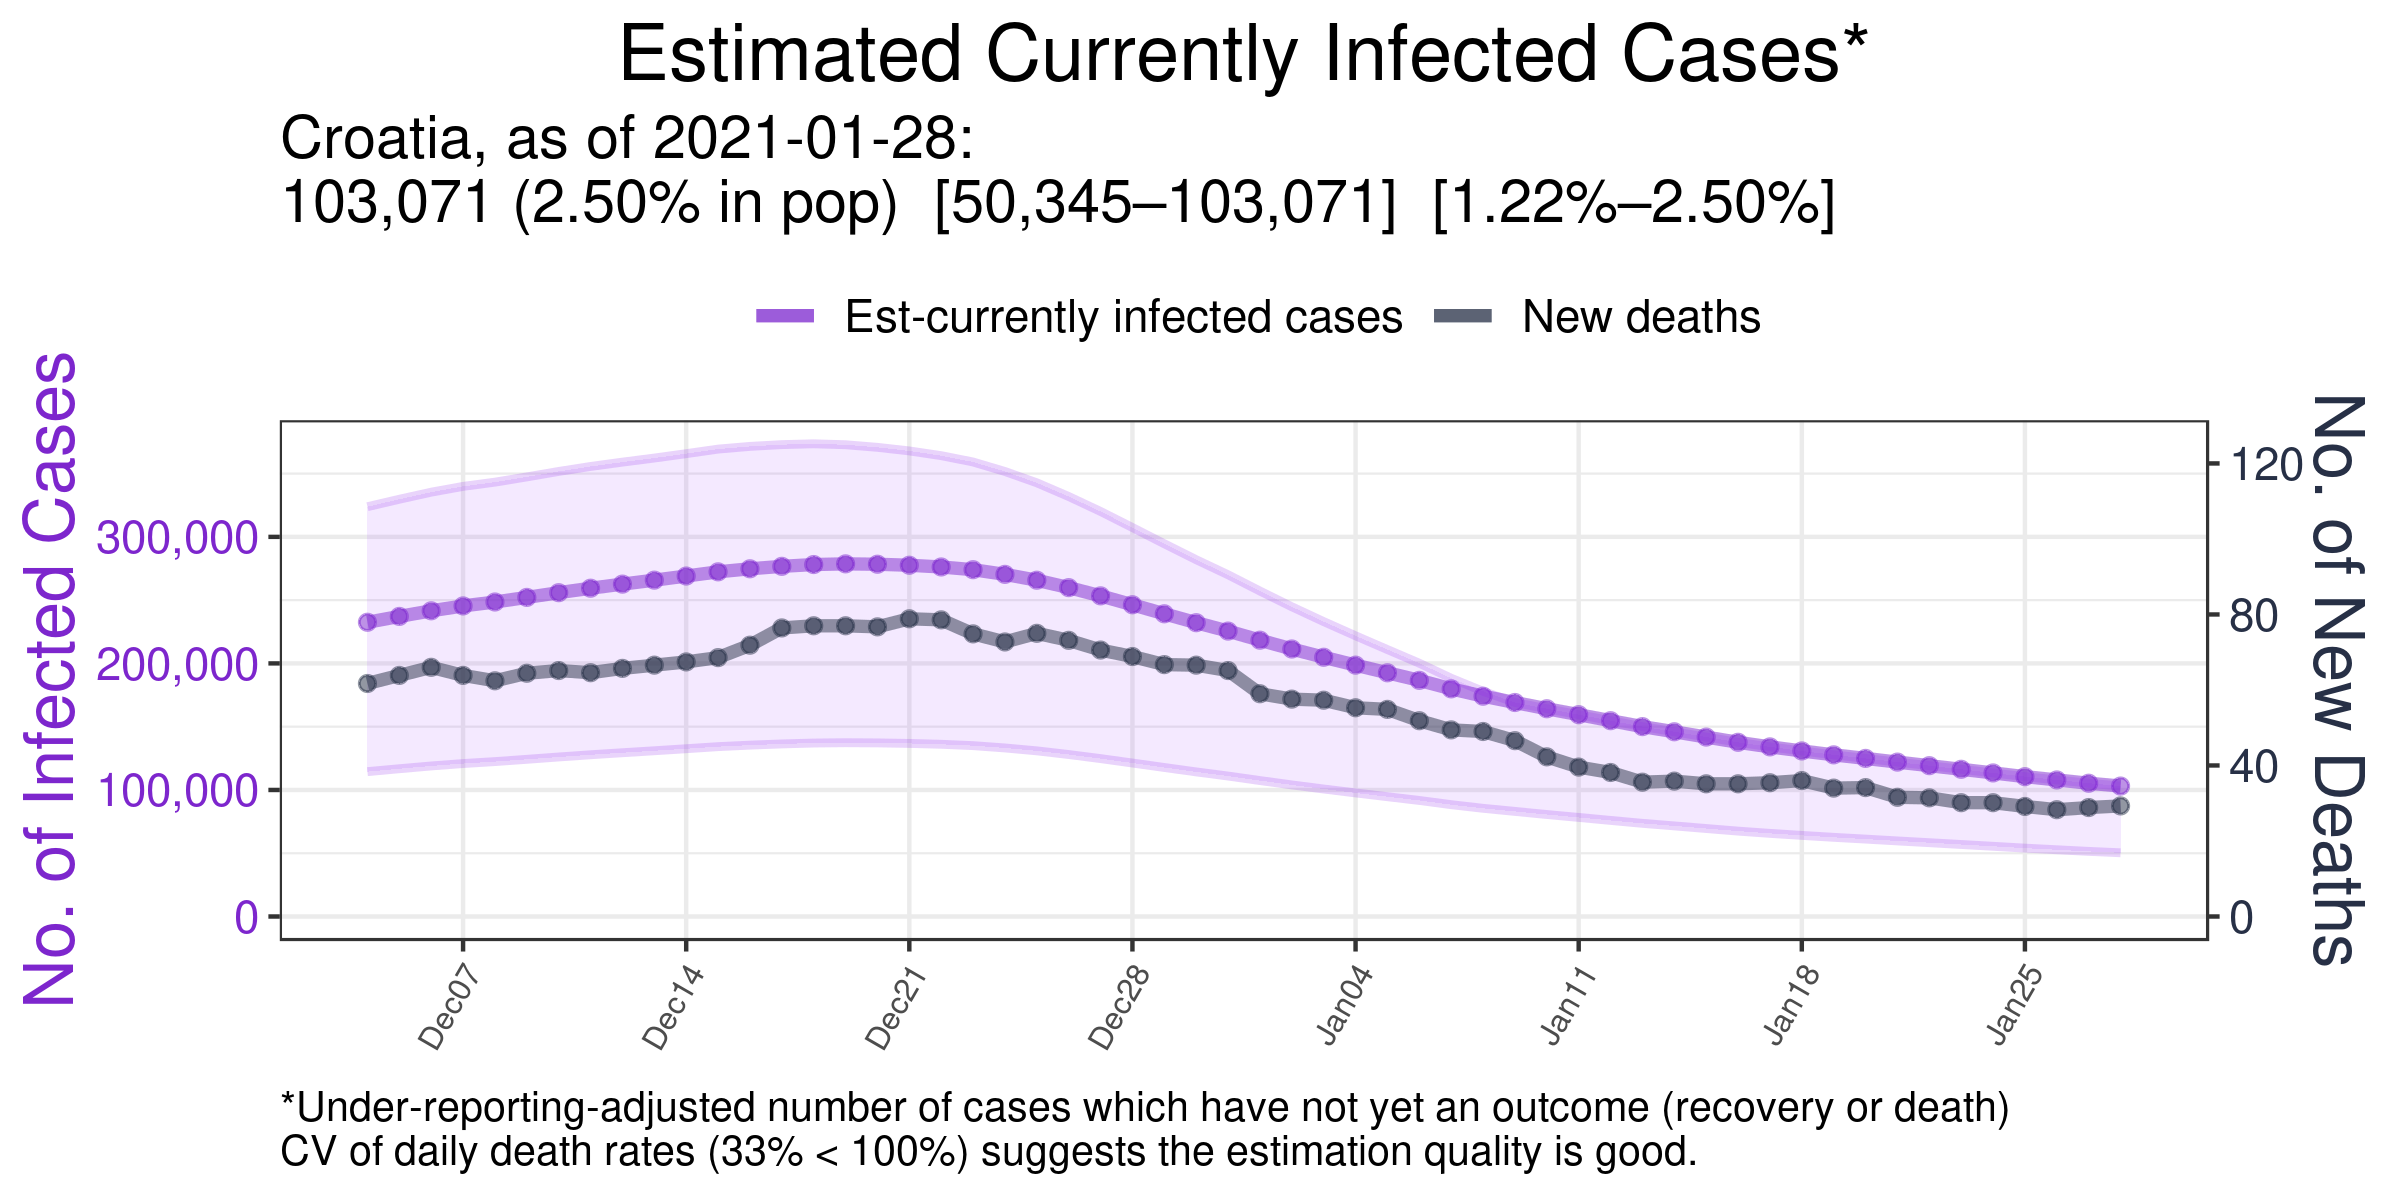 Estimated Currently Infected Cases*
Croatia, as of 2021-01-28:
103,071 (2.50% in pop)  [50,345–103,071]  [1.22%–2.50%]
Est-currently infected cases
New deaths
No. of Infected Cases
300,000
200,000
100,000
0
No. of New Deaths
120
80
40
0
Dec07
Dec14
Dec21
Dec28
Jan04
Jan11
Jan18
Jan25
*Under-reporting-adjusted number of cases which have not yet an outcome (recovery or death)
CV of daily death rates (33% < 100%) suggests the estimation quality is good.